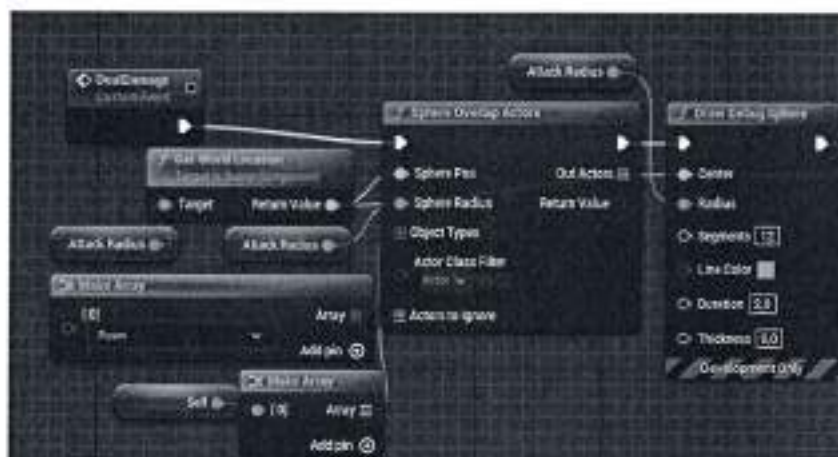 DealDamage
Custom Event
Get World Location
Target
Return Value
Attack Radius
Attack Radius
Make Array
[0]
Pawn
Array
Add pin
Self
Make Array
[0]
Array
Add pin
Sphere Overlap Actors
Sphere Pos
Out Actors
Sphere Radius
Return Value
Object Types
Actor Class Filter
Actor
Actors to Ignore
Attack Radius
Draw Debug Sphere
Center
Radius
Segments 12
Line Color
Duration
Thickness 0,0
Development Only